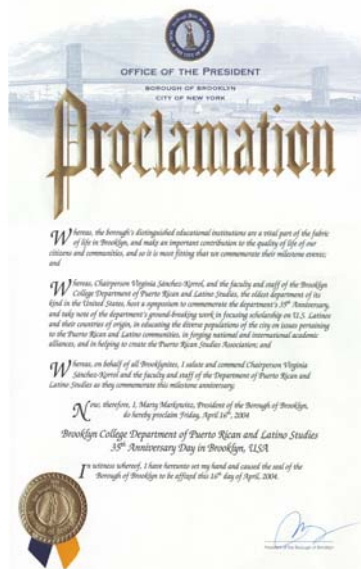 OFFICE OF THE PRESIDENT
BOROUGH OF BROOKLYN
CITY OF NEW YORK
Proclamation
Whereas, the borough's distinguished educational institutions are a vital part of the fabric
of life in Brooklyn, and make an important contribution to the quality of life of our
citizens and communities, and so it is most fitting that we commemorate their milestone events;
and
Whereas, Chairperson Virginia Sánchez-Korrol, and the faculty and staff of the Brooklyn
College Department of Puerto Rican and Latino Studies, the oldest department of its
kind in the United States, host a symposium to commemorate the department's 35th Anniversary,
and take note of the department's ground-breaking work in focusing scholarship on U.S. Latinos
and their countries of origin, in educating the diverse populations of the city on issues pertaining
to the Puerto Rican and Latino communities, in forging national and international academic
alliances, and in helping to create the Puerto Rican Studies Association; and
Whereas, on behalf of all Brooklynites, I salute and commend Chairperson Virginia
Sánchez-Korrol and the faculty and staff of the Department of Puerto Rican and
Latino Studies as they commemorate this milestone anniversary.
Now, therefore, I, Marty Markowitz, President of the Borough of Brooklyn,
do hereby proclaim Friday, April 16th, 2004
Brooklyn College Department of Puerto Rican and Latino Studies
35th Anniversary Day in Brooklyn, USA
In witness whereof, I have hereunto set my hand and caused the seal of the
Borough of Brooklyn to be affixed this 16th day of April, 2004.
President of the Borough of Brooklyn